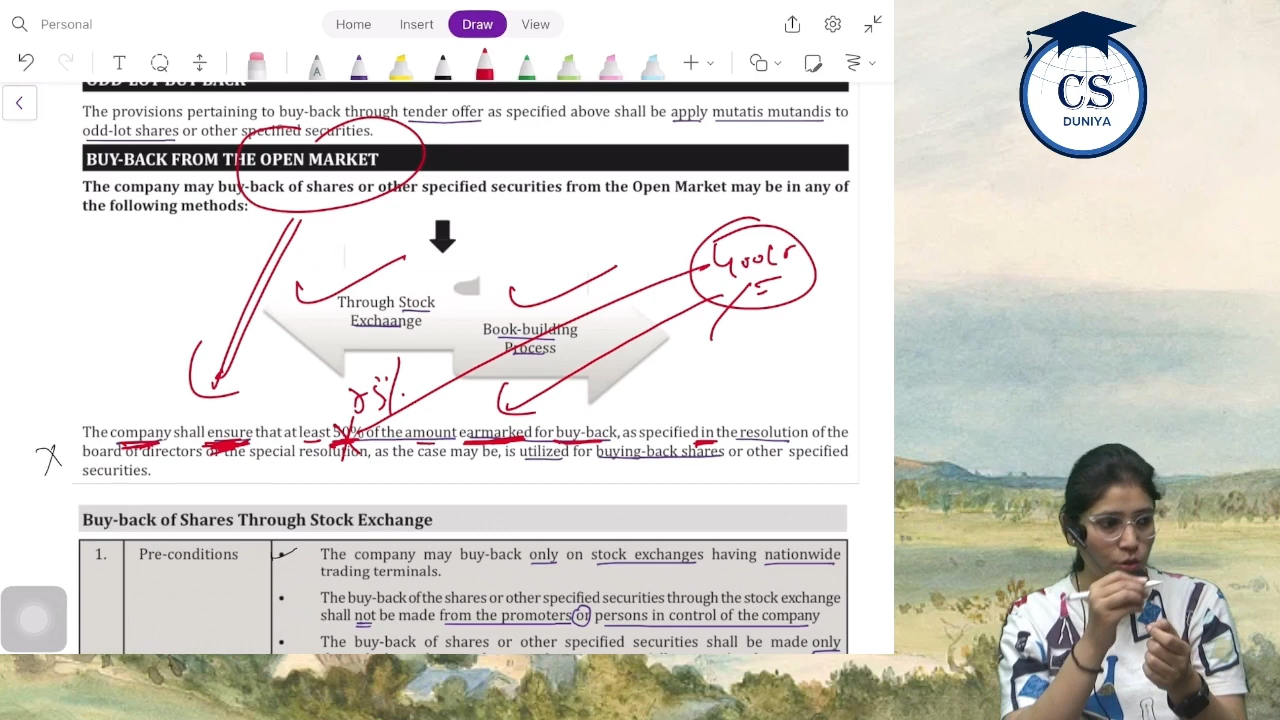 Personal
Home Insert Draw View
ODD-LOT BUY-BACK
The provisions pertaining to buy-back through tender offer as specified above shall be apply mutatis mutandis to
odd-lot shares or other specified securities.
BUY-BACK FROM THE OPEN MARKET
The company may buy-back of shares or other specified securities from the Open Market may be in any of
the following methods:
Through Stock
Exchaange
Book-building
Process
400cr
75%
The company shall ensure that at least 50% of the amount earmarked for buy-back, as specified in the resolution of the
board of directors or the special resolution, as the case may be, is utilized for buying-back shares or other specified
securities.
Buy-back of Shares Through Stock Exchange
1. Pre-conditions
The company may buy-back only on stock exchanges having nationwide
trading terminals.
• The buy-back of the shares or other specified securities through the stock exchange
shall not be made from the promoters or persons in control of the company
• The buy-back of shares or other specified securities shall be made only
CS
DUNIYA